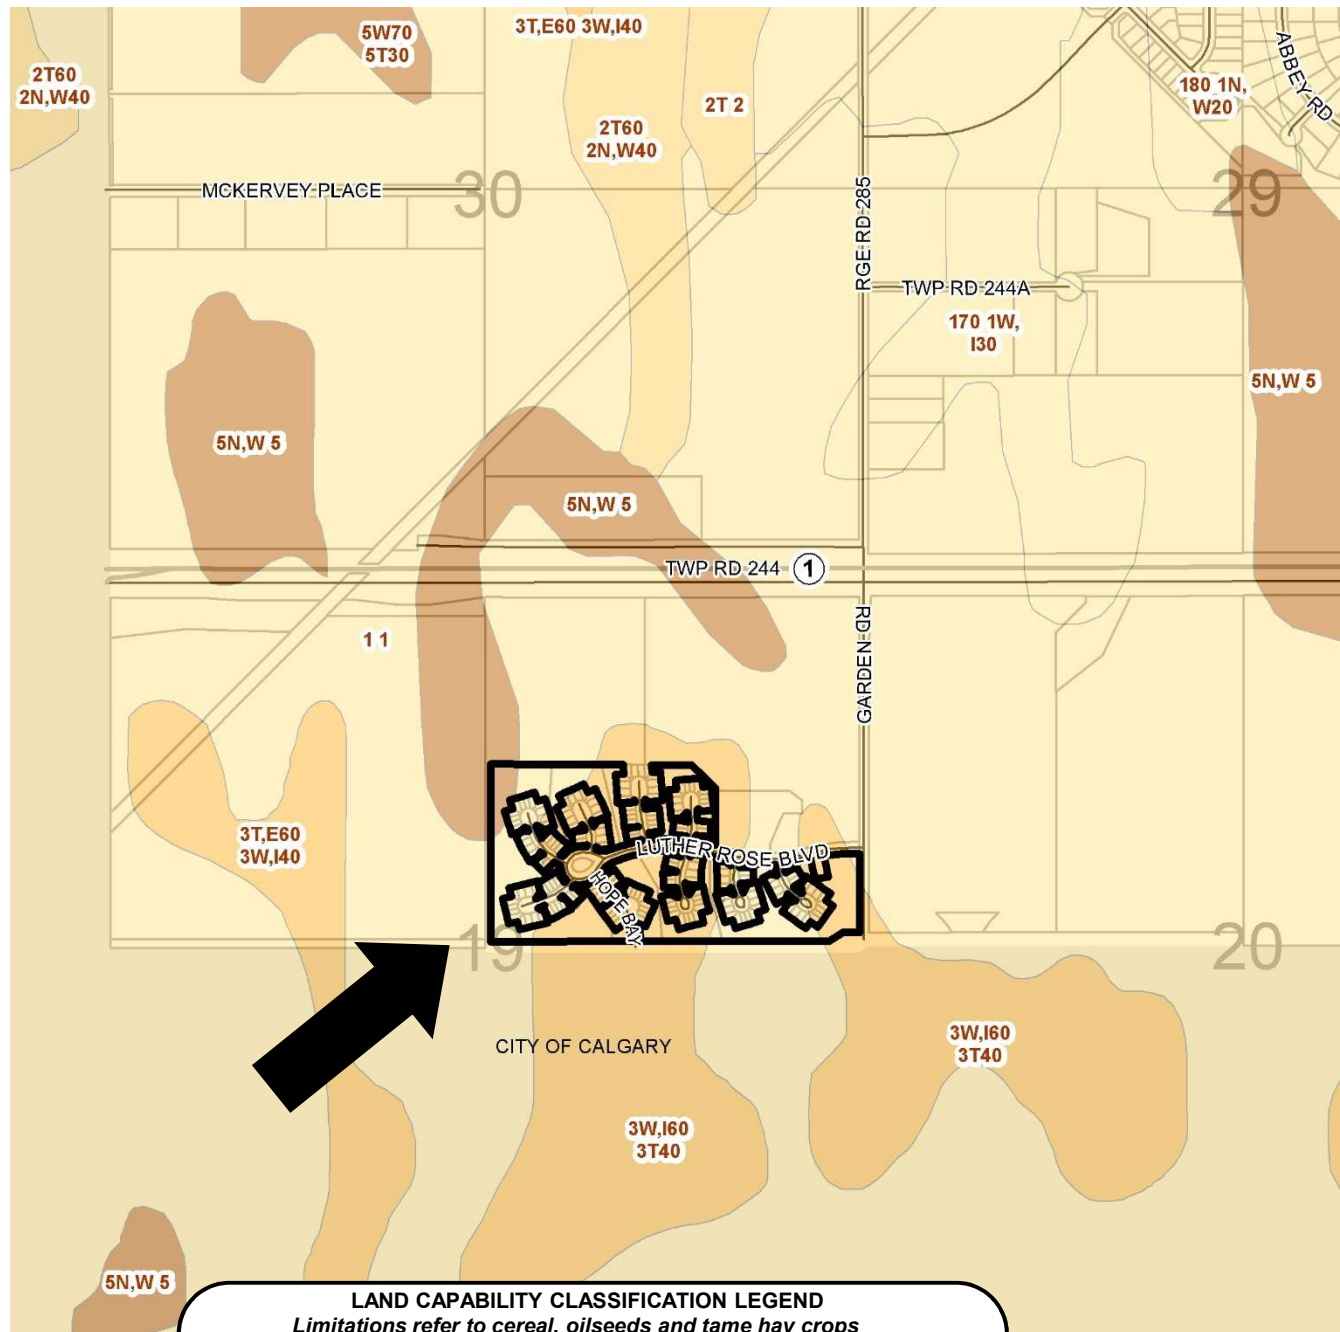 5W70
5T30
3T,E60 3W,I40
2T60
2N,W40
2T 2
180 1N,
W20
ABBEY RD
2T60
2N,W40
MCKERVEY PLACE
30
RGE RD 285
29
TWP RD 244A
170 1W,
I30
5N,W 5
5N,W 5
5N,W 5
TWP RD 244
1
1 1
GARDEN RD
3T,E60
3W,I40
LUTHER ROSE BLVD
HOPE BAY
19
20
CITY OF CALGARY
3W,I60
3T40
3W,I60
3T40
5N,W 5
LAND CAPABILITY CLASSIFICATION LEGEND
Limitations refer to cereal, oilseeds and tame hay crops